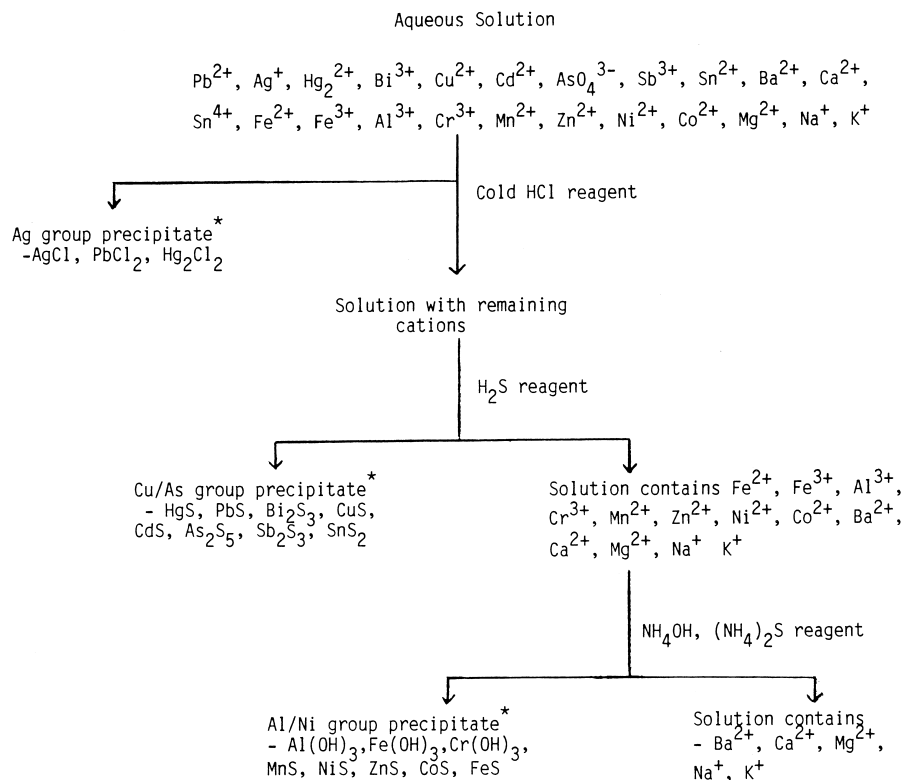 Aqueous Solution
Pb²⁺, Ag⁺, Hg₂²⁺, Bi³⁺, Cu²⁺, Cd²⁺, AsO₄³⁻, Sb³⁺, Sn²⁺, Ba²⁺, Ca²⁺,
Sn⁴⁺, Fe²⁺, Fe³⁺, Al³⁺, Cr³⁺, Mn²⁺, Zn²⁺, Ni²⁺, Co²⁺, Mg²⁺, Na⁺, K⁺
Cold HCl reagent
Ag group precipitate*
-AgCl, PbCl₂, Hg₂Cl₂
Solution with remaining
cations
H₂S reagent
Cu/As group precipitate*
- HgS, PbS, Bi₂S₃, CuS,
CdS, As₂S₅, Sb₂S₃, SnS₂
Solution contains Fe²⁺, Fe³⁺, Al³⁺,
Cr³⁺, Mn²⁺, Zn²⁺, Ni²⁺, Co²⁺, Ba²⁺,
Ca²⁺, Mg²⁺, Na⁺ K⁺
NH₄OH, (NH₄)₂S reagent
Al/Ni group precipitate*
- Al(OH)₃,Fe(OH)₃,Cr(OH)₃,
MnS, NiS, ZnS, CoS, FeS
Solution contains
- Ba²⁺, Ca²⁺, Mg²⁺,
Na⁺, K⁺